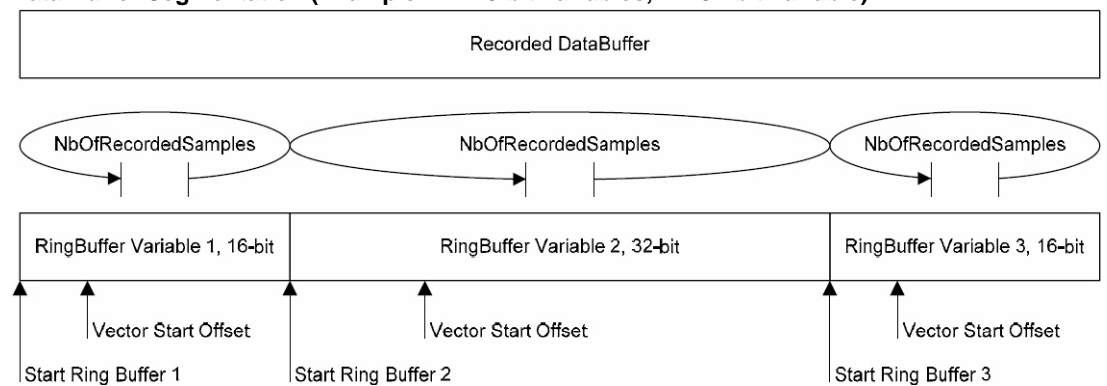 Recorded DataBuffer
NbOfRecordedSamples NbOfRecordedSamples NbOfRecordedSamples
RingBuffer Variable 1, 16-bit RingBuffer Variable 2, 32-bit RingBuffer Variable 3, 16-bit
Vector Start Offset Vector Start Offset Vector Start Offset
Start Ring Buffer 1 Start Ring Buffer 2 Start Ring Buffer 3